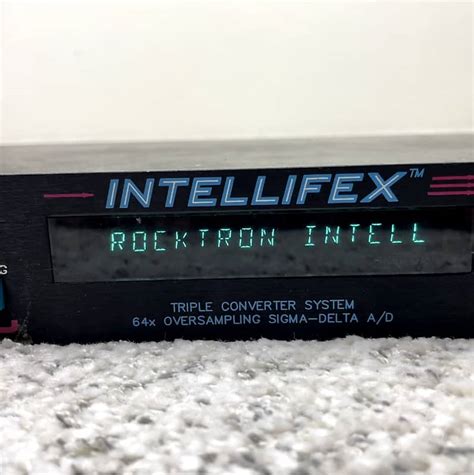 INTELLIFEX™
ROCKTRON INTELL
G
TRIPLE CONVERTER SYSTEM
64x OVERSAMPLING SIGMA–DELTA A/D